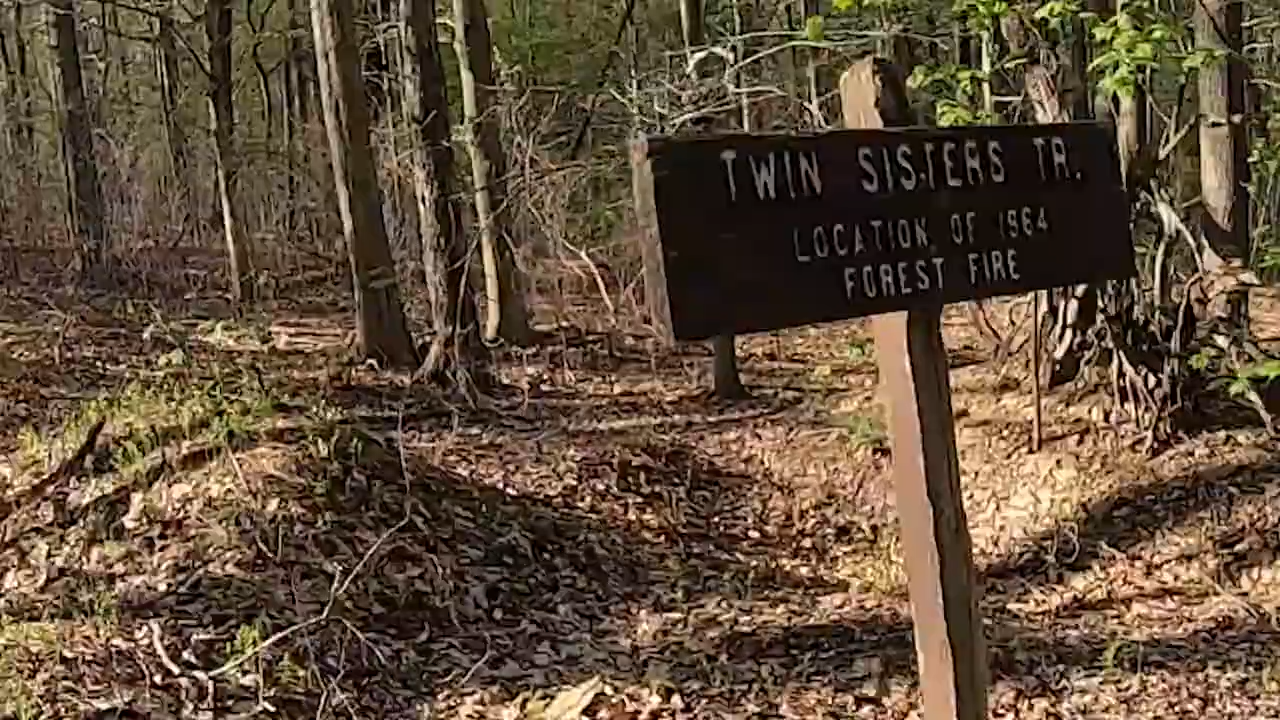 TWIN SISTERS TR.
LOCATION OF 1964
FOREST FIRE